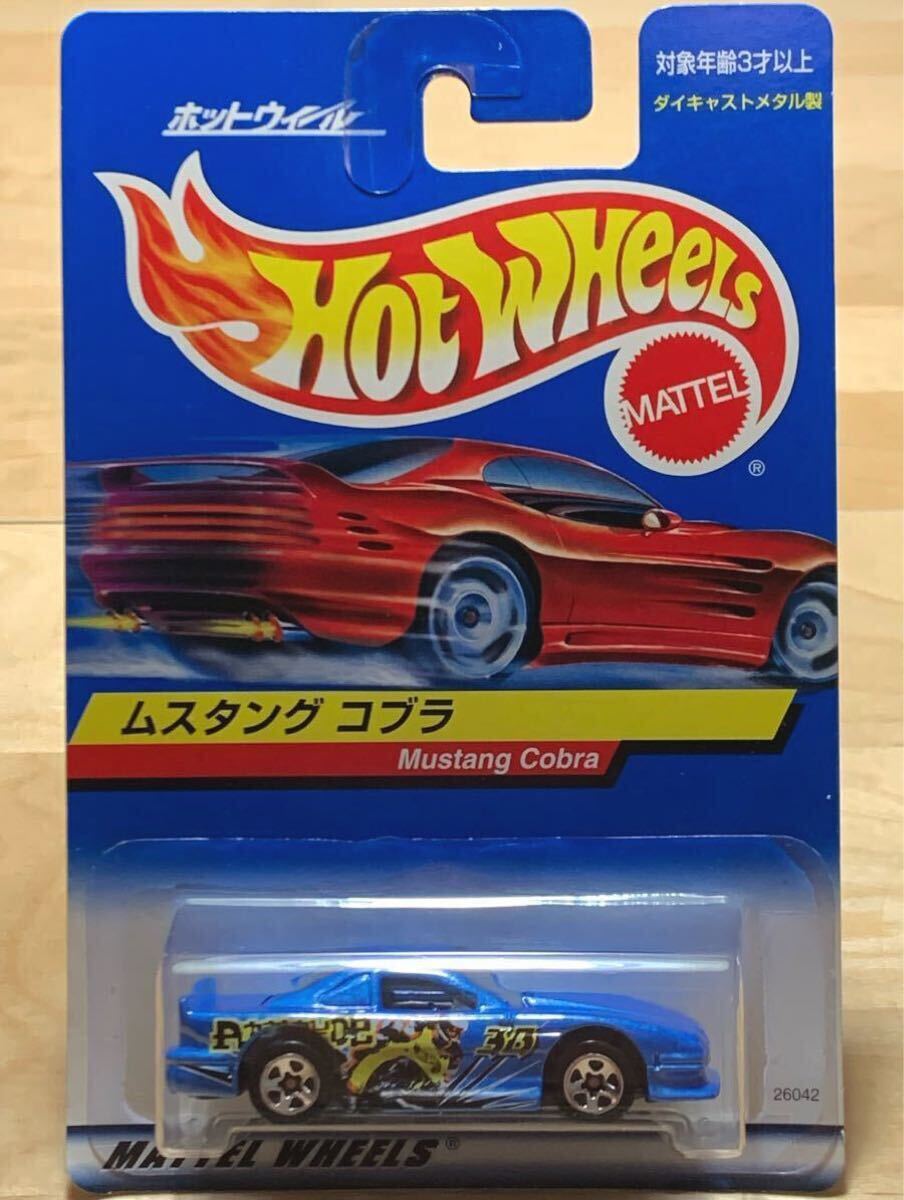 対象年齢3才以上
ダイキャストメタル製
ホットウィール
HOT WHEELS
MATTEL
®
ムスタング コブラ
Mustang Cobra
30
26042
MATTEL WHEELS®